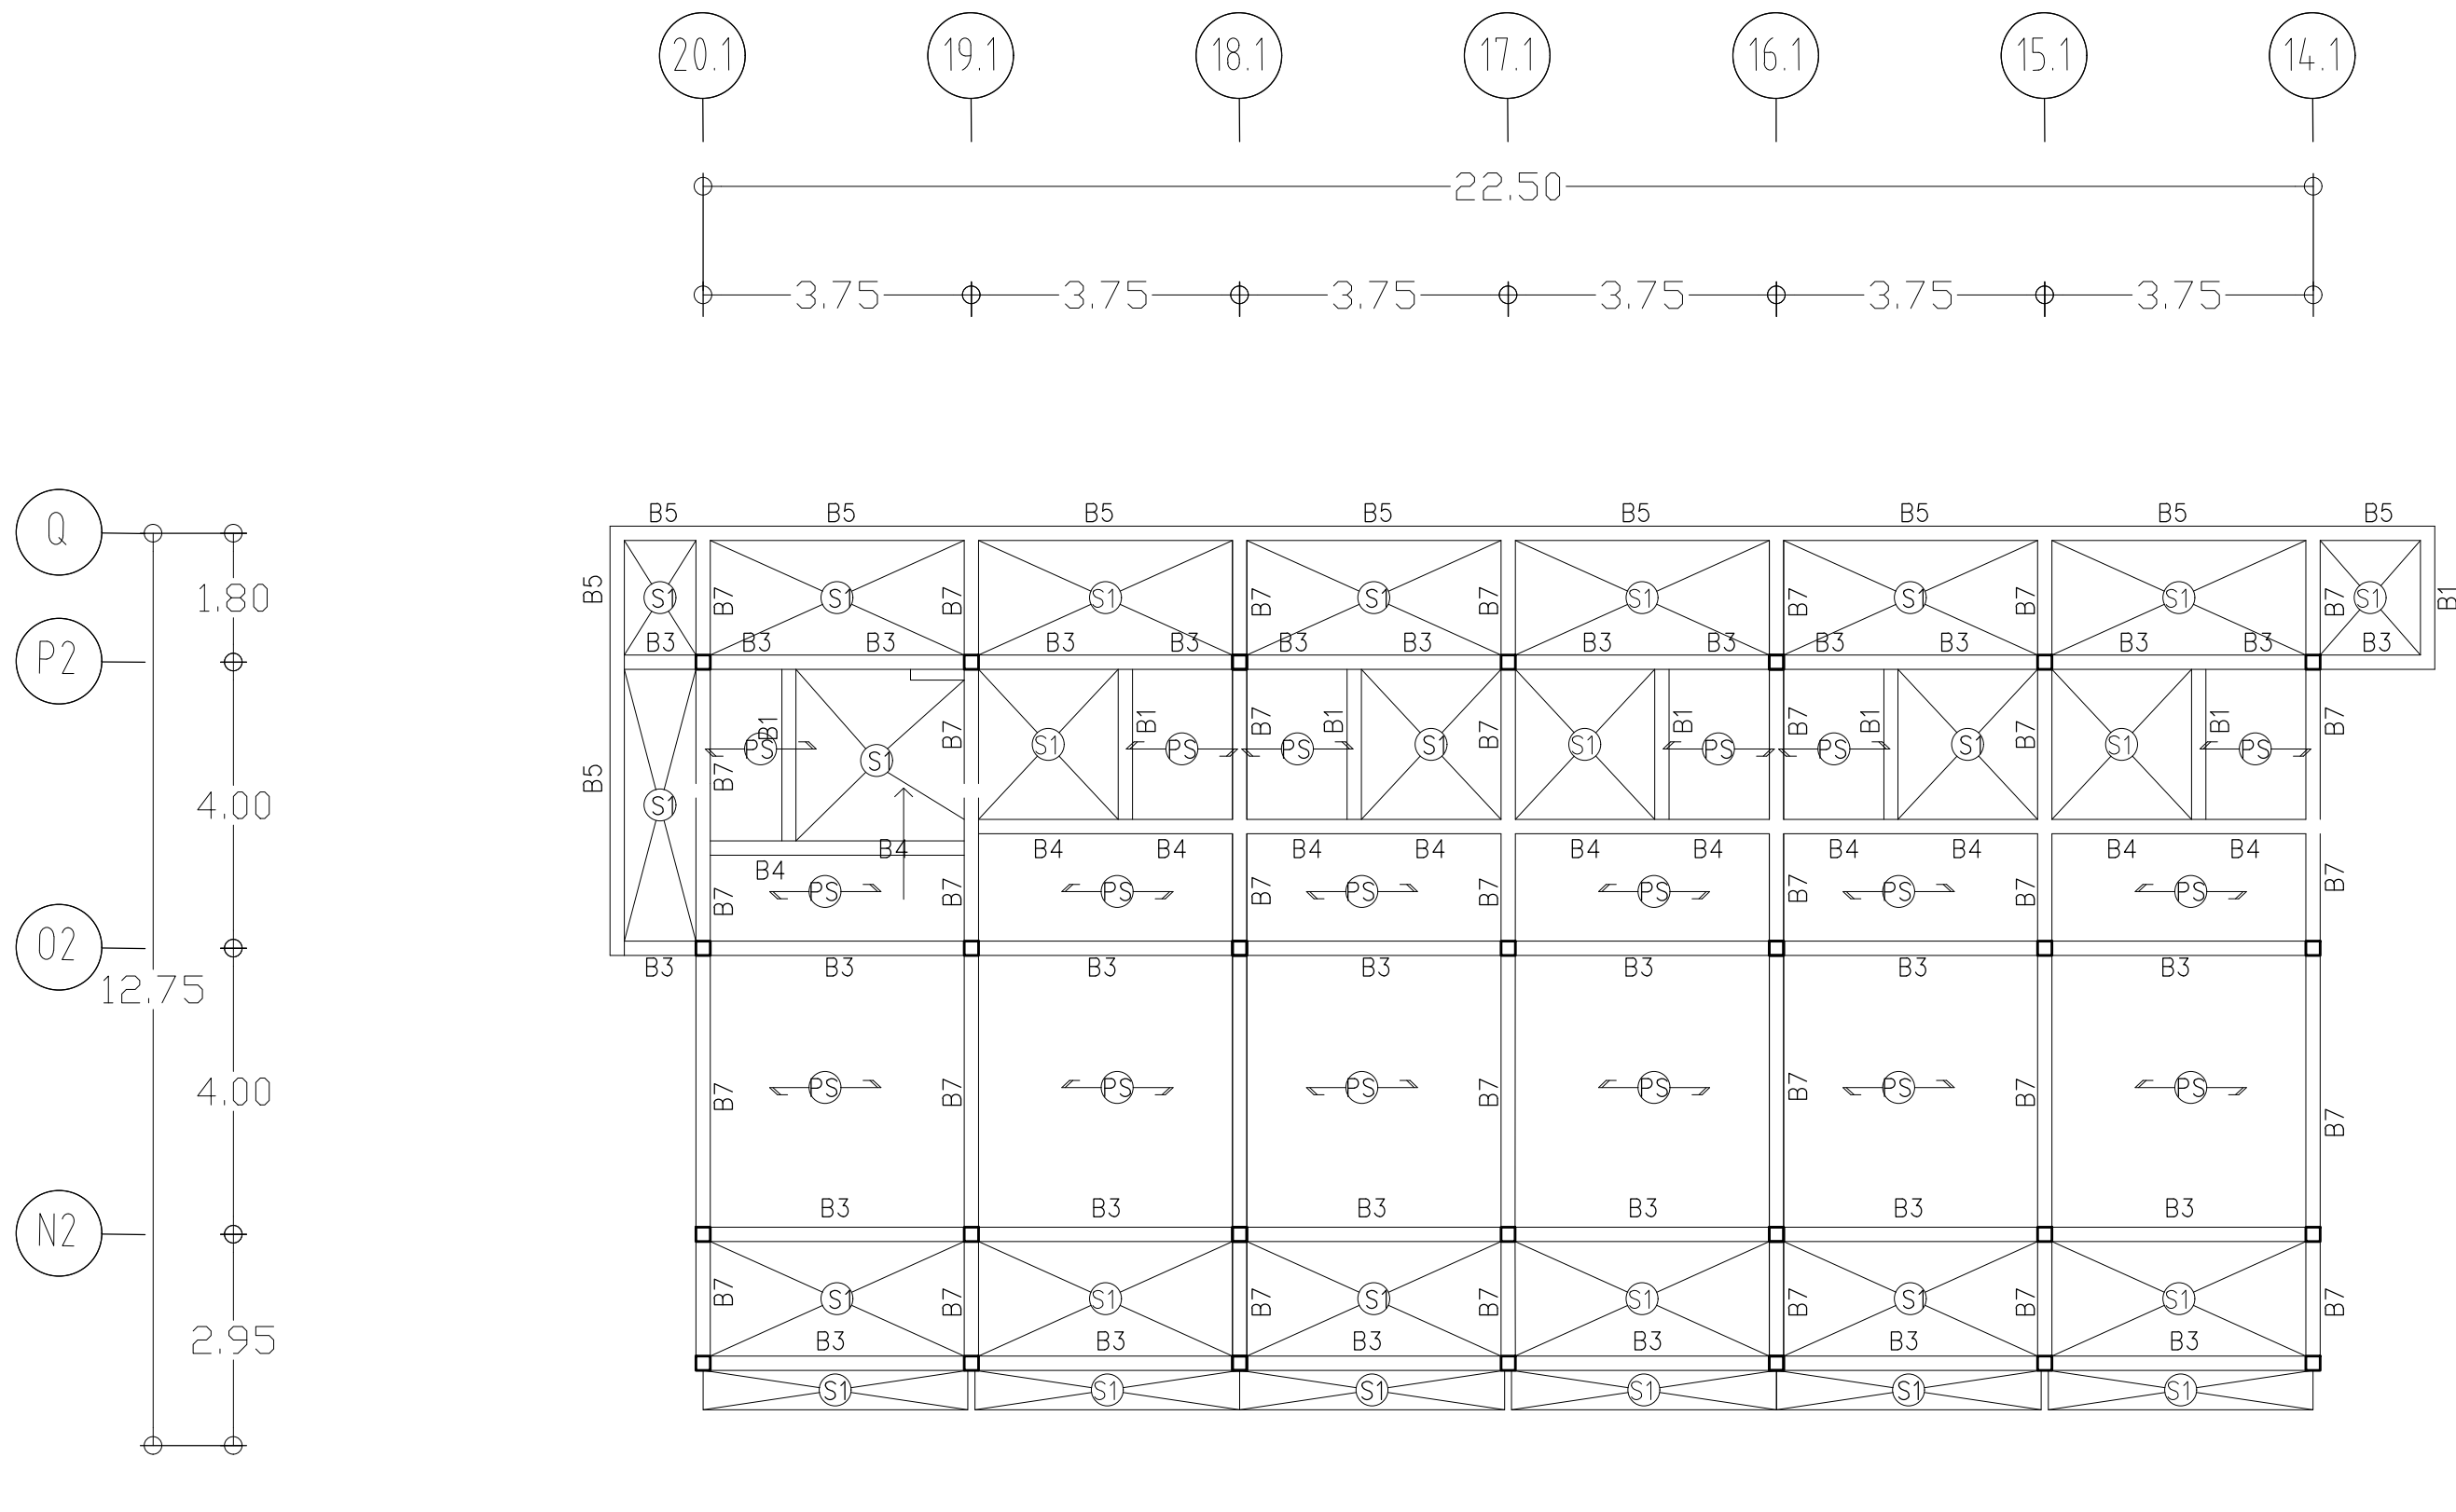 20.1 19.1 18.1 17.1 16.1 15.1 14.1
22.50
3.75 3.75 3.75 3.75 3.75 3.75
B5 B5 B5 B5 B5 B5 B5 B5
Q
1.80
B5 S1 B7 S1 B7 S1 B7 S1 B7 S1 B7 S1 B7 S1 B7 S1 B1
B3 B3 B3 B3 B3 B3 B3 B3 B3 B3 B3 B3 B3 B3
P2
B1 B7 B1 B7 B1 B7 B1 B7 B1 B7 B1 B7
PS S1 S1 PS PS S1 S1 PS PS S1 S1 PS
B5 B7
4.00
S1
B4 B4 B4 B4 B4 B4 B4 B4 B4 B4 B4
B4
B7 PS B7 PS B7 PS B7 PS B7 PS B7 PS B7
O2
B3 B3 B3 B3 B3 B3 B3
12.75
4.00
B7 PS B7 PS PS B7 PS B7 PS B7 PS B7
B3 B3 B3 B3 B3 B3
N2
B7 S1 B7 S1 B7 S1 B7 S1 B7 S1 B7 S1 B7
2.95
B3 B3 B3 B3 B3 B3
S1 S1 S1 S1 S1 S1